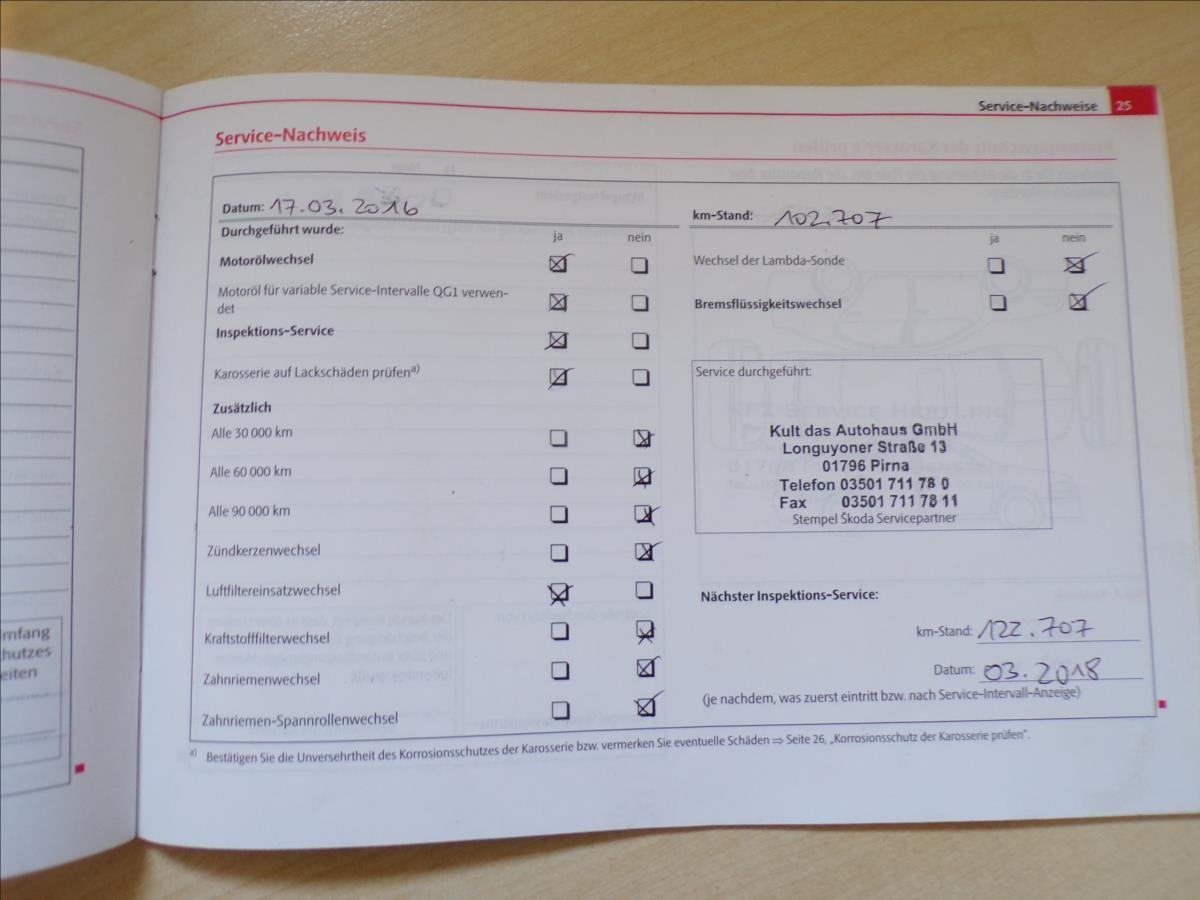 Service-Nachweise 25
Service-Nachweis
Datum: 17.03.2016
km-Stand: 102.707
Durchgeführt wurde: ja nein
ja nein
Motorölwechsel
Wechsel der Lambda-Sonde
Motoröl für variable Service-Intervalle QG1 verwen-
det
Bremsflüssigkeitswechsel
Inspektions-Service
Karosserie auf Lackschäden prüfen a)
Zusätzlich
Alle 30 000 km
Alle 60 000 km
Alle 90 000 km
Zündkerzenwechsel
Luftfiltereinsatzwechsel
Kraftstofffilterwechsel
Zahnriemenwechsel
Zahnriemen-Spannrollenwechsel
Service durchgeführt:
Kult das Autohaus GmbH
Longuyoner Straße 13
01796 Pirna
Telefon 03501 711 78 0
Fax 03501 711 78 11
Stempel Škoda Servicepartner
Nächster Inspektions-Service:
km-Stand: 122.707
Datum: 03.2018
(je nachdem, was zuerst eintritt bzw. nach Service-Intervall-Anzeige)
a) Bestätigen Sie die Unversehrtheit des Korrosionsschutzes der Karosserie bzw. vermerken Sie eventuelle Schäden ⇒ Seite 26, „Korrosionsschutz der Karosserie prüfen".
mfang
hutzes
eiten